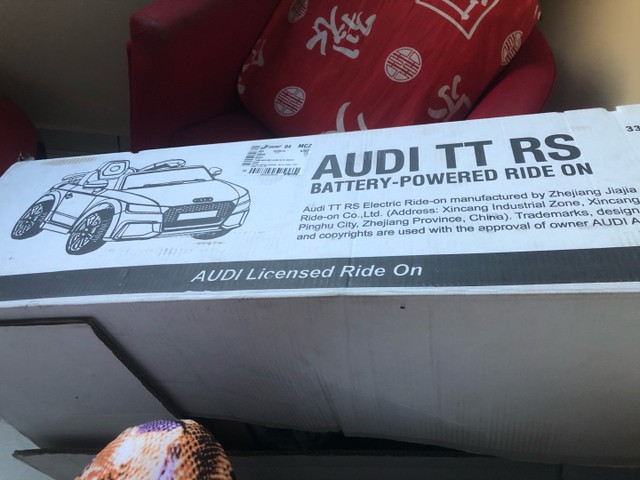 AUDI TT RS
BATTERY-POWERED RIDE ON
Audi TT RS Electric Ride-on manufactured by Zhejiang Jiajia
Ride-on Co.,Ltd. (Address: Xincang Industrial Zone, Xincang
Pinghu City, Zhejiang Province, China). Trademarks, design
and copyrights are used with the approval of owner AUDI A
AUDI Licensed Ride On
33